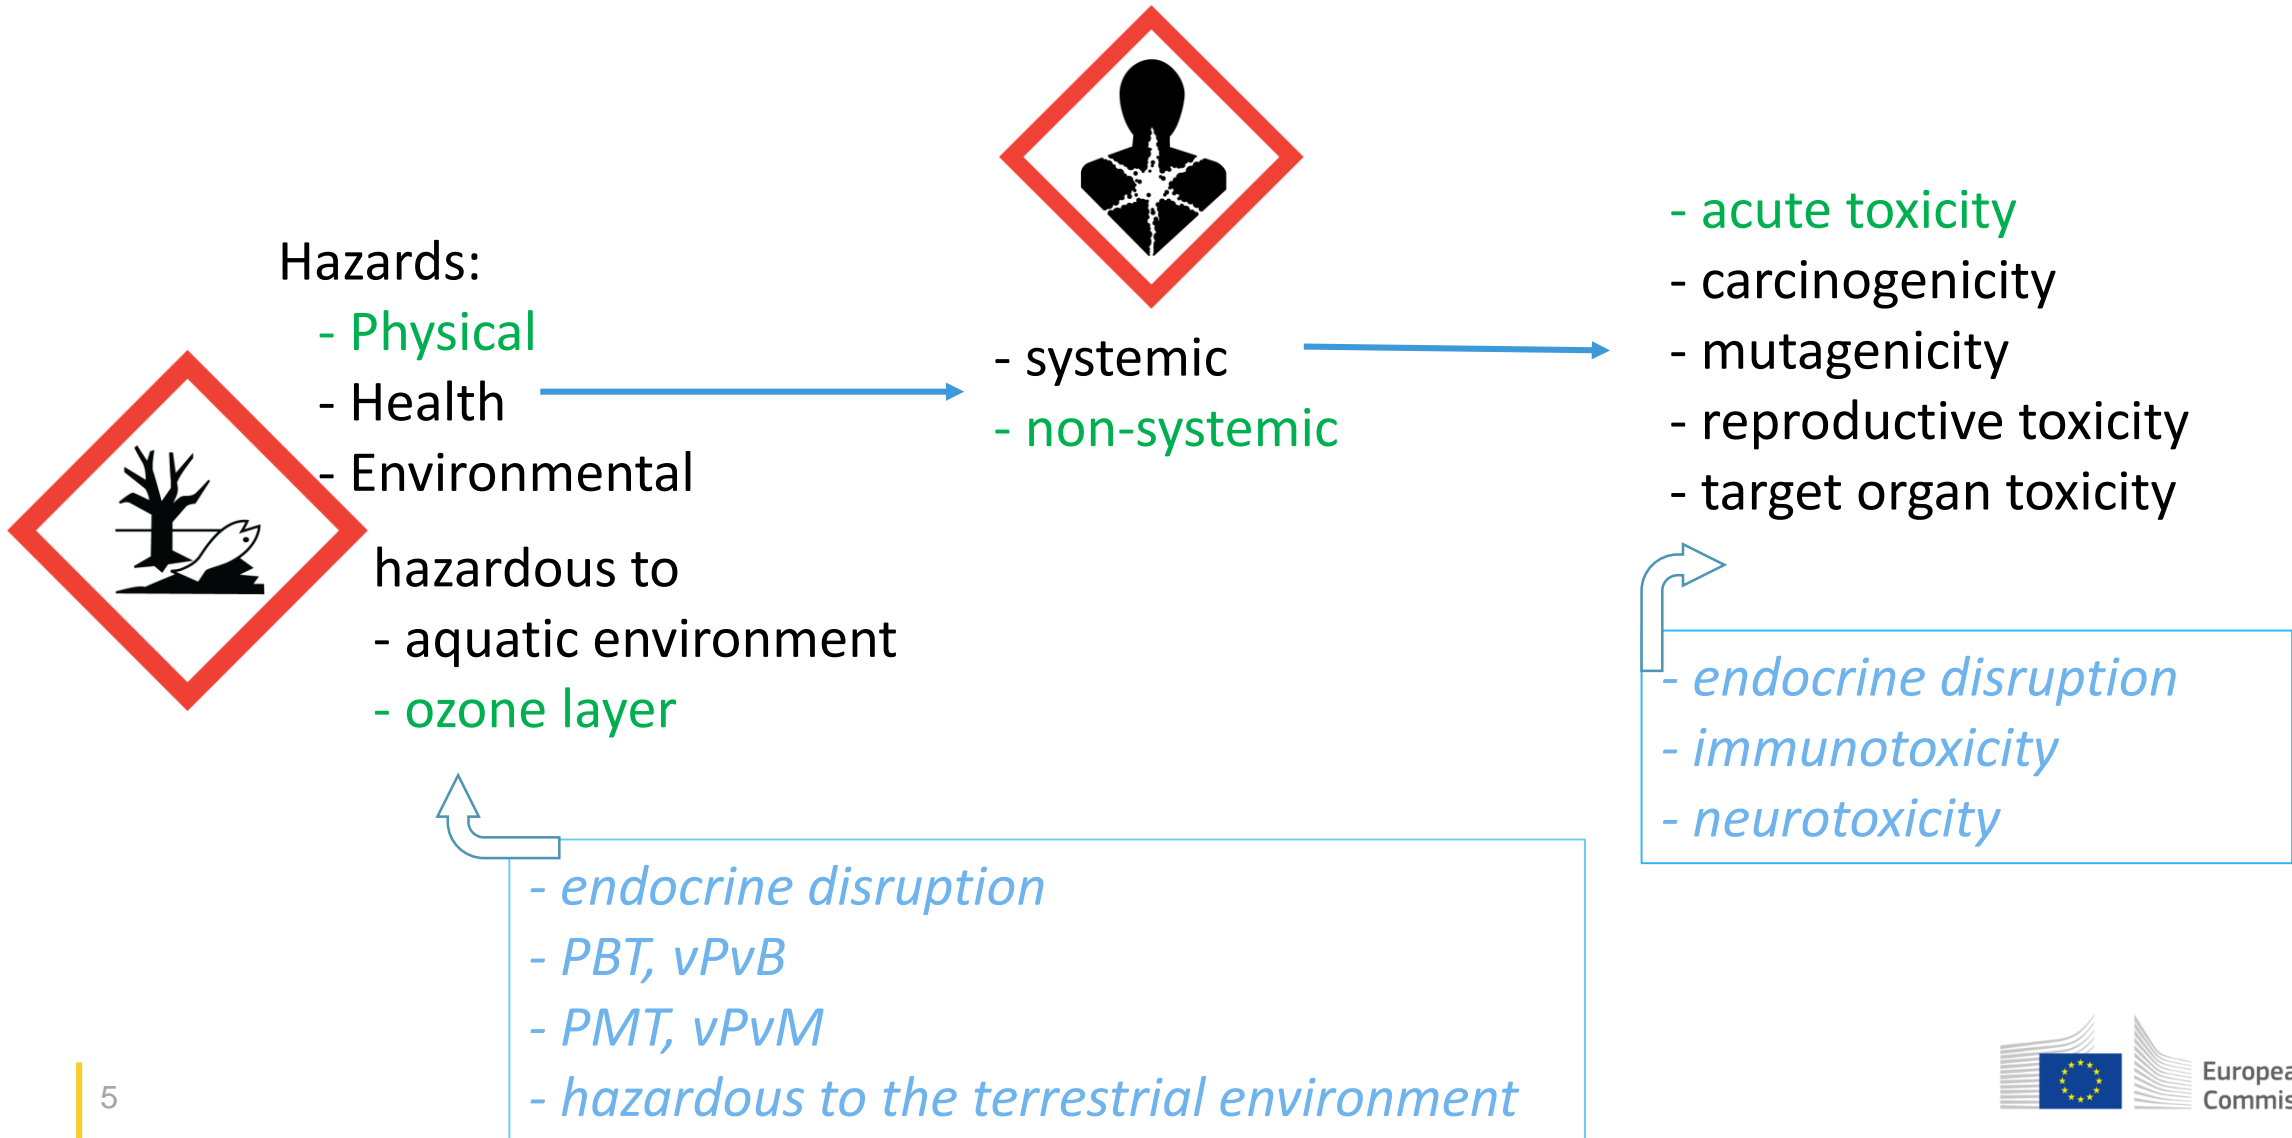 Hazards:
- Physical
- Health
- Environmental
hazardous to
- aquatic environment
- ozone layer
- systemic
- non-systemic
- acute toxicity
- carcinogenicity
- mutagenicity
- reproductive toxicity
- target organ toxicity
- endocrine disruption
- immunotoxicity
- neurotoxicity
- endocrine disruption
- PBT, vPvB
- PMT, vPvM
- hazardous to the terrestrial environment
5
Europea
Commis